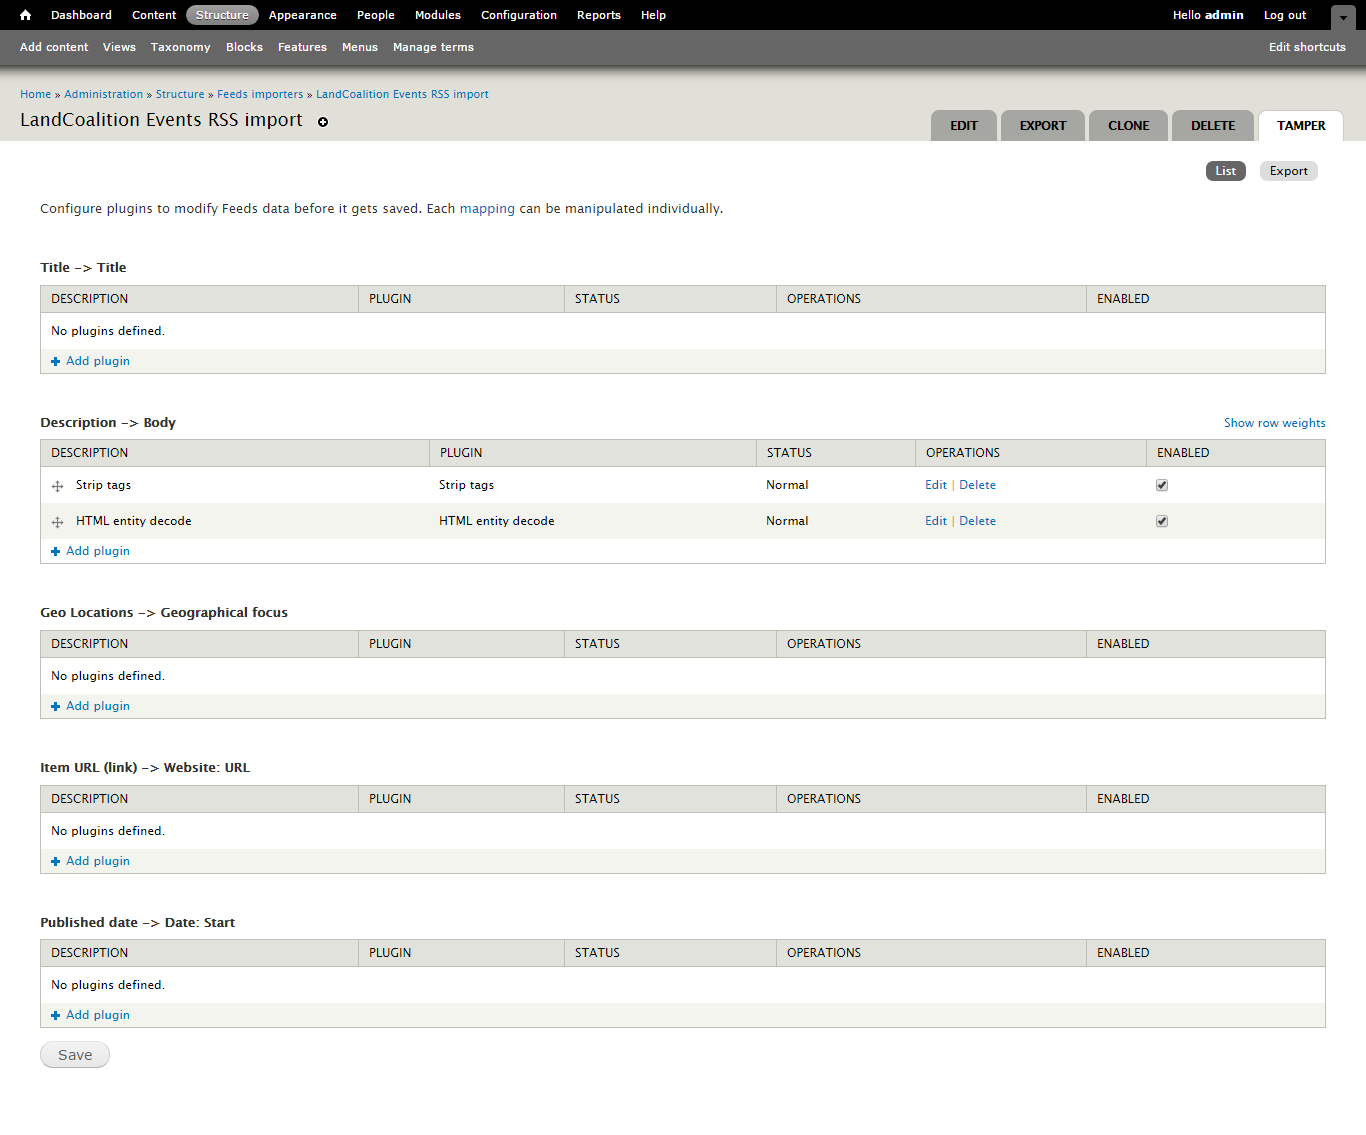 Dashboard Content Structure Appearance People Modules Configuration Reports Help Hello admin Log out
Add content Views Taxonomy Blocks Features Menus Manage terms Edit shortcuts
Home » Administration » Structure » Feeds importers » LandCoalition Events RSS import
LandCoalition Events RSS import
EDIT EXPORT CLONE DELETE TAMPER
List Export
Configure plugins to modify Feeds data before it gets saved. Each mapping can be manipulated individually.
Title -> Title
DESCRIPTION PLUGIN STATUS OPERATIONS ENABLED
No plugins defined.
Add plugin
Description -> Body Show row weights
DESCRIPTION PLUGIN STATUS OPERATIONS ENABLED
Strip tags Strip tags Normal Edit | Delete
HTML entity decode HTML entity decode Normal Edit | Delete
Add plugin
Geo Locations -> Geographical focus
DESCRIPTION PLUGIN STATUS OPERATIONS ENABLED
No plugins defined.
Add plugin
Item URL (link) -> Website: URL
DESCRIPTION PLUGIN STATUS OPERATIONS ENABLED
No plugins defined.
Add plugin
Published date -> Date: Start
DESCRIPTION PLUGIN STATUS OPERATIONS ENABLED
No plugins defined.
Add plugin
Save